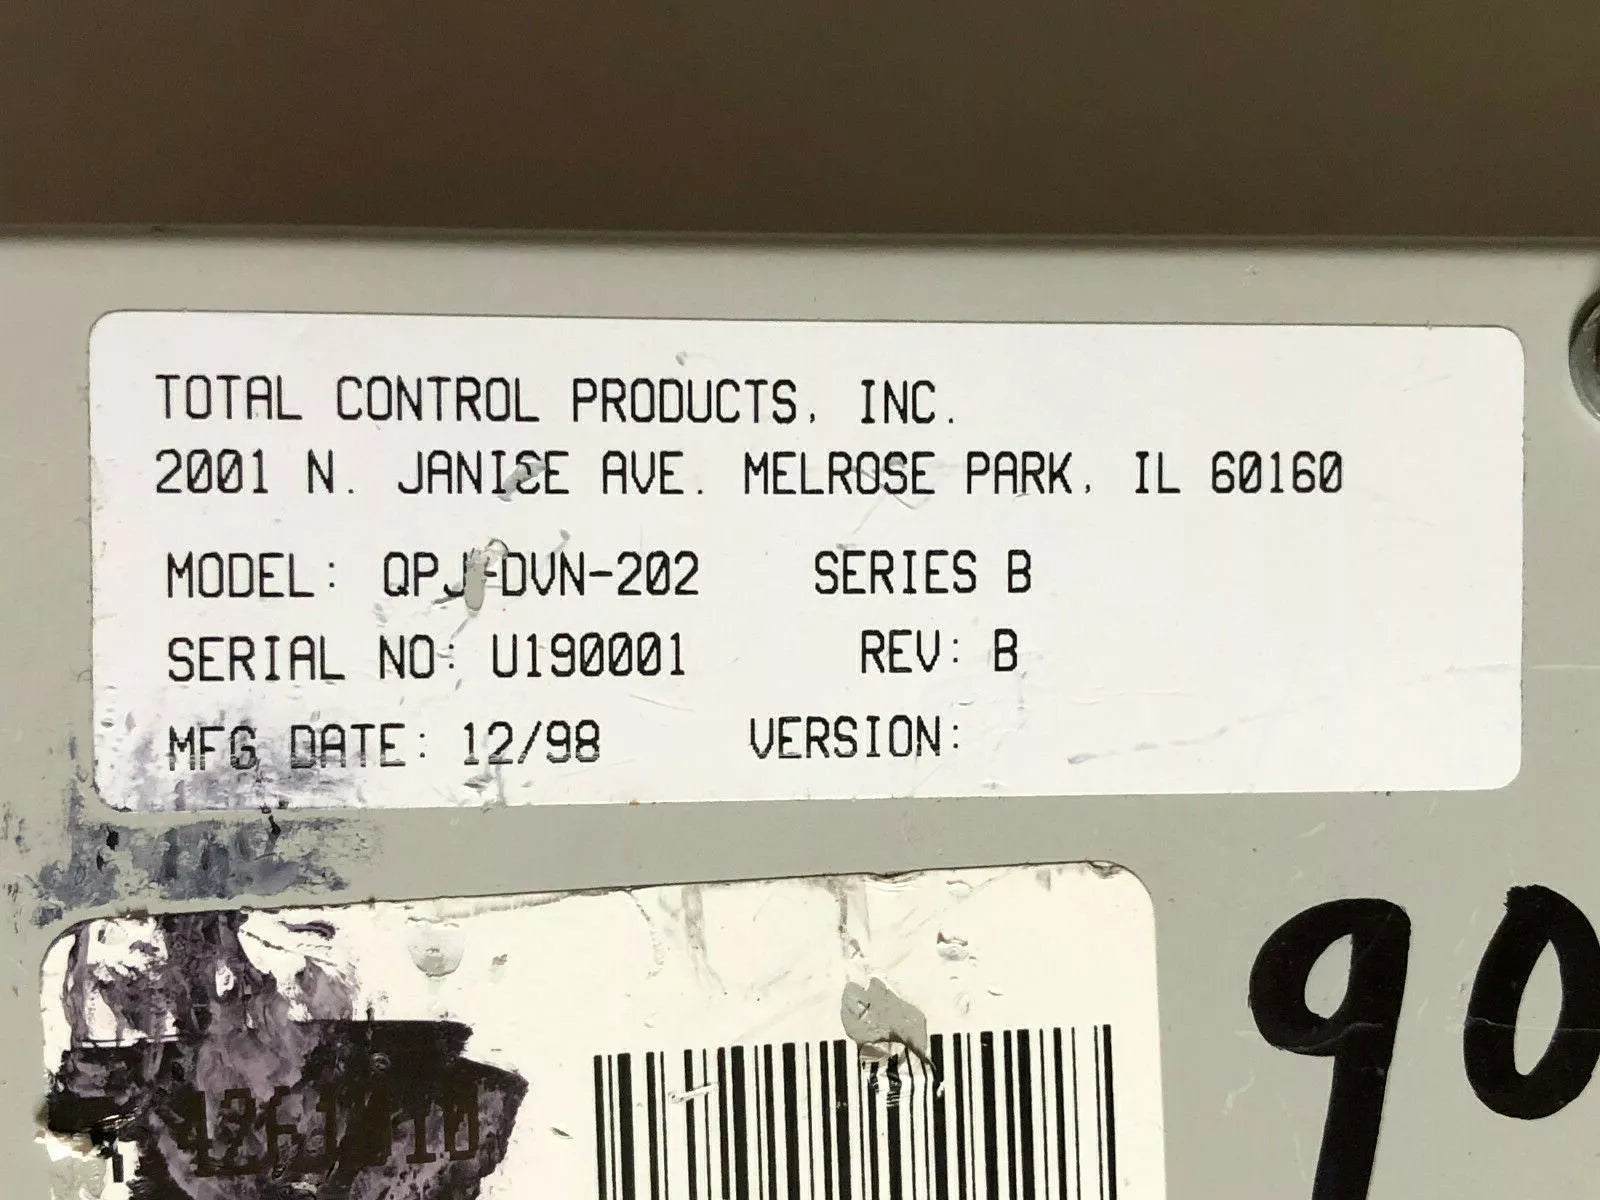 TOTAL CONTROL PRODUCTS, INC.
2001 N. JANICE AVE. MELROSE PARK, IL 60160
MODEL: QPJ-DVN-202 SERIES B
SERIAL NO: U190001 REV: B
MFG DATE: 12/98 VERSION:
90